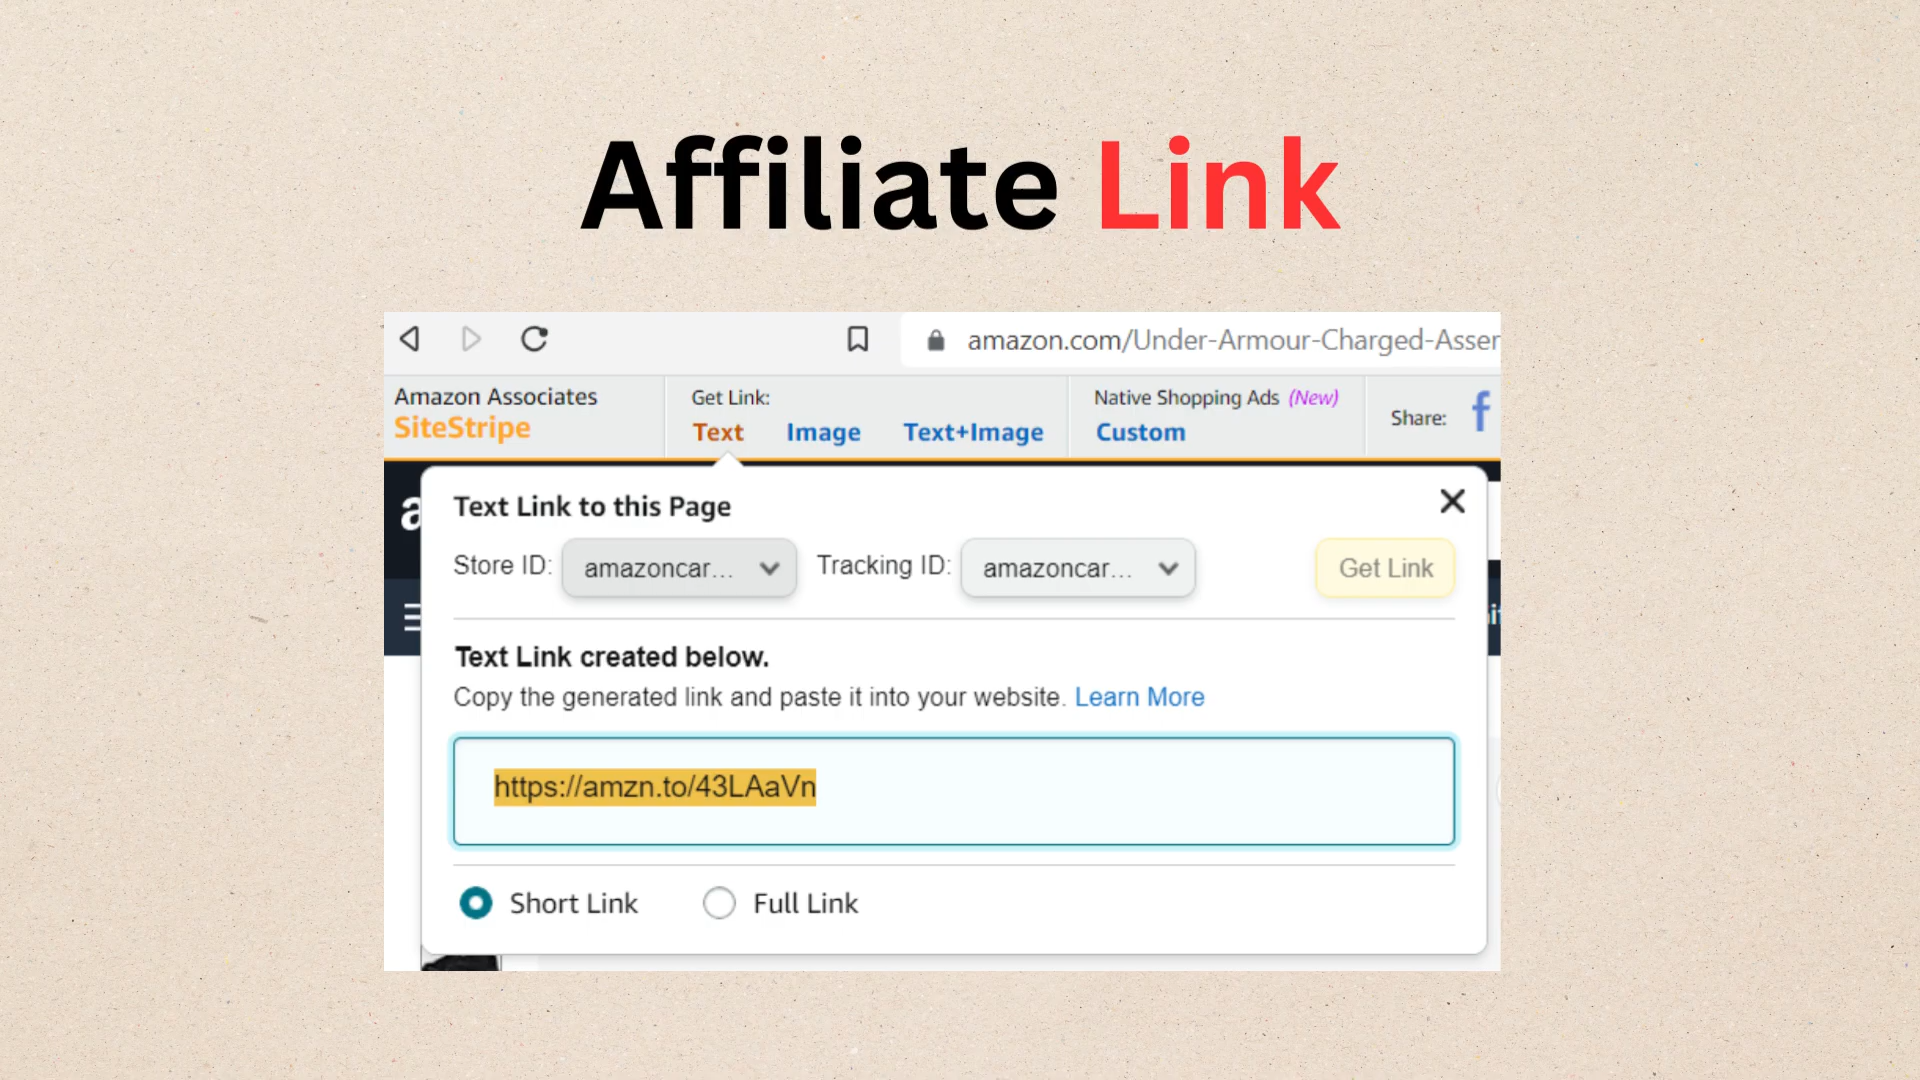 Affiliate Link
amazon.com/Under-Armour-Charged-Asser
Amazon Associates
SiteStripe
Get Link:
Text Image Text+Image
Native Shopping Ads (New)
Custom
Share: f
a
Text Link to this Page
Store ID: amazoncar... Tracking ID: amazoncar... Get Link
Text Link created below.
Copy the generated link and paste it into your website. Learn More
https://amzn.to/43LAaVn
Short Link Full Link